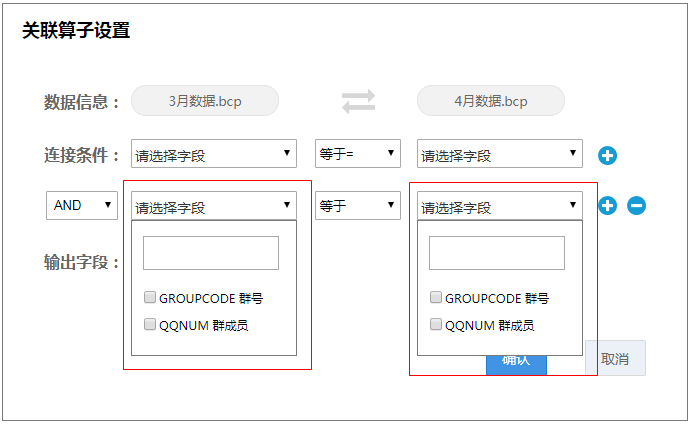 关联算子设置
数据信息： 3月数据.bcp 4月数据.bcp
连接条件： 请选择字段 等于= 请选择字段
AND 请选择字段 等于 请选择字段
输出字段：
GROUPCODE 群号 GROUPCODE 群号
QQNUM 群成员 QQNUM 群成员
确认 取消